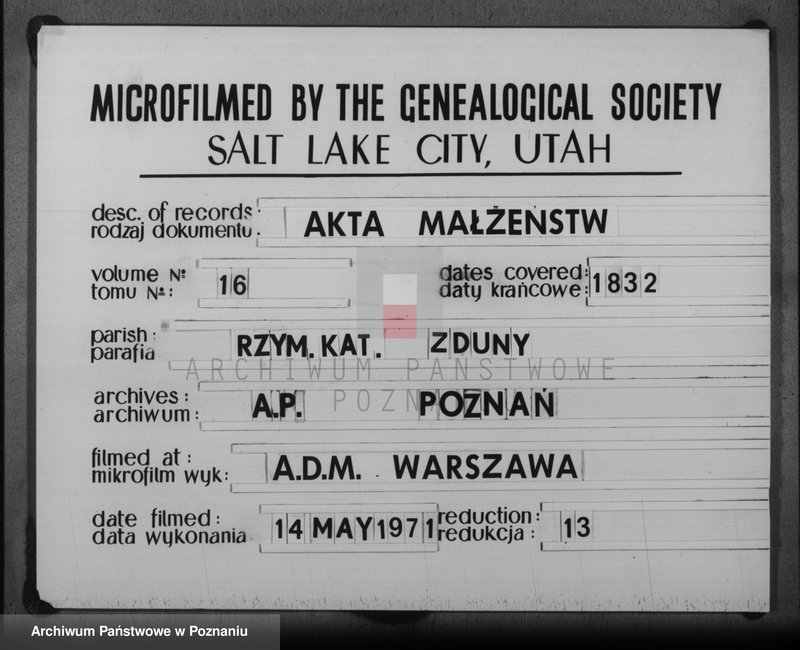 MICROFILMED BY THE GENEALOGICAL SOCIETY
SALT LAKE CITY, UTAH
desc. of records: AKTA MAŁŻENSTW
rodzaj dokumentu:
volume Nº 16 dates covered: 1832
tomu Nº: daty krańcowe:
parish: RZYM. KAT. ZDUNY
parafia
ARCHIWUM PAŃSTWOWE
archives: A.P. POZNAŃ
archiwum:
W POZNANIU
filmed at: A.D.M. WARSZAWA
mikrofilm wyk:
date filmed: 14 MAY 1971 reduction: 13
data wykonania redukcja:
Archiwum Państwowe w Poznaniu